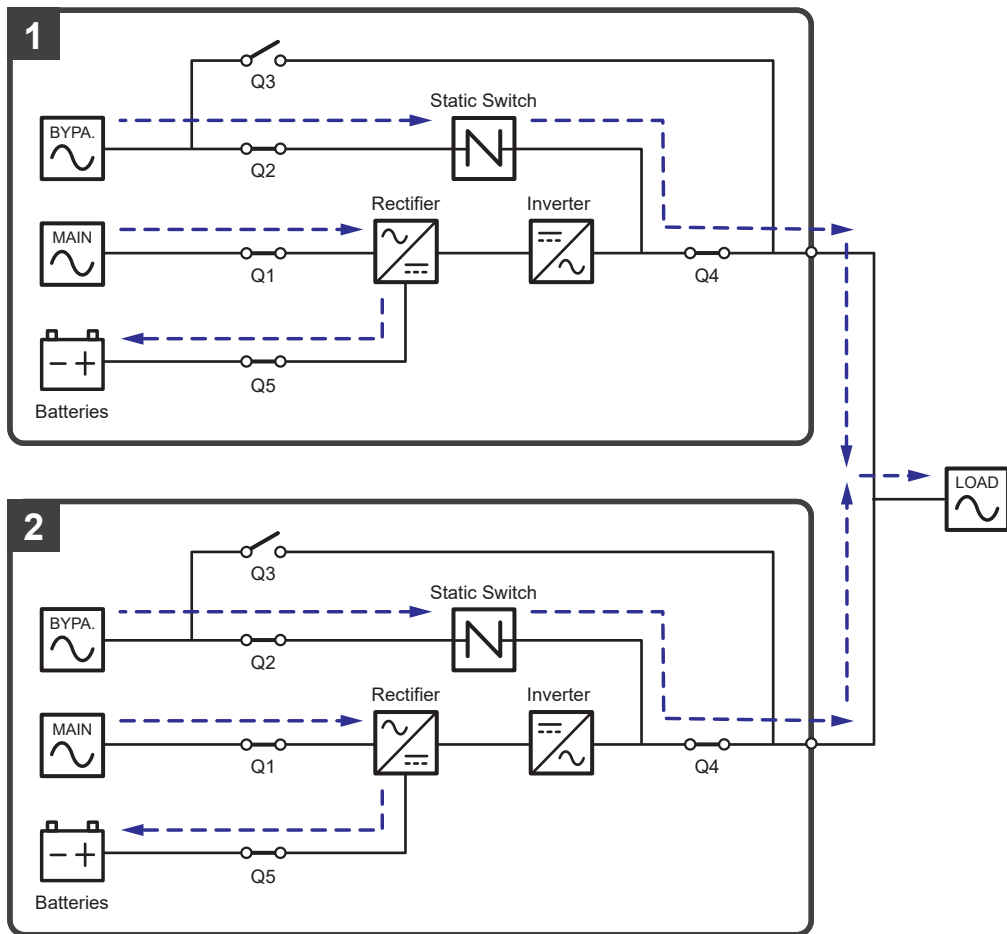 1
Q3
Static Switch
BYPA.
Q2
Rectifier
Inverter
MAIN
Q1
Q4
Q5
Batteries
LOAD
2
Q3
Static Switch
BYPA.
Q2
Rectifier
Inverter
MAIN
Q1
Q4
Q5
Batteries